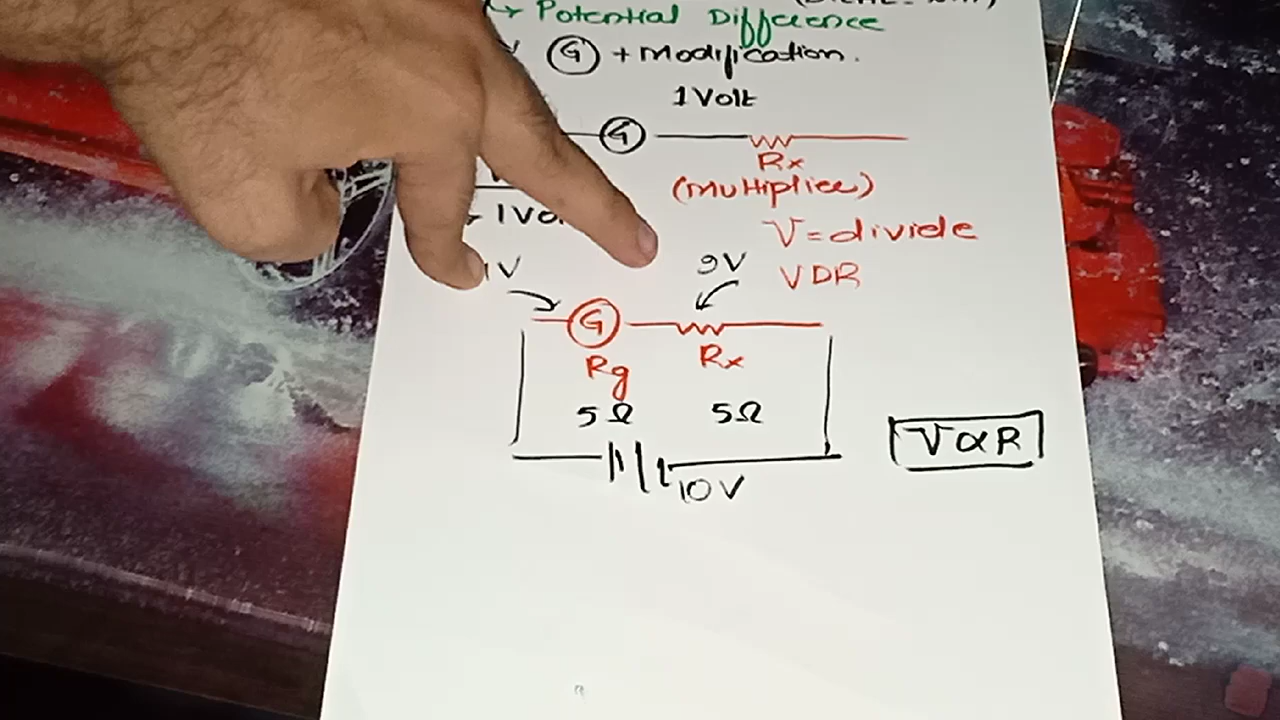 ↳ Potential Difference
G + Modification.
1 Volt
G
Rx
(Multiplier)
V = divide
VDR
9V
G
Rg
Rx
5Ω
5Ω
V ∝ R
10V